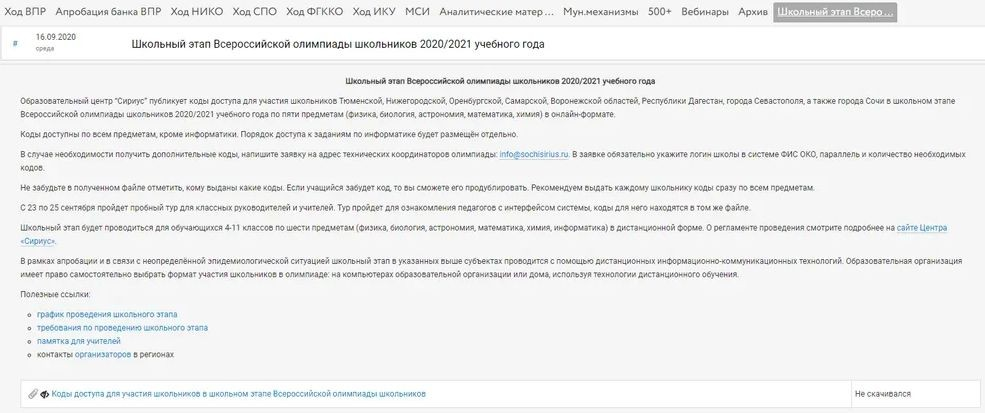 Ход ВПР Апробация банка ВПР Ход НИКО Ход СПО Ход ФГККО Ход ИКУ МСИ Аналитические матер ... Мун.механизмы 500+ Вебинары Архив Школьный этап Всеро ...
16.09.2020
# Школьный этап Всероссийской олимпиады школьников 2020/2021 учебного года
среда
Школьный этап Всероссийской олимпиады школьников 2020/2021 учебного года
Образовательный центр "Сириус" публикует коды доступа для участия школьников Тюменской, Нижегородской, Оренбургской, Самарской, Воронежской областей, Республики Дагестан, города Севастополя, а также города Сочи в школьном этапе
Всероссийской олимпиады школьников 2020/2021 учебного года по пяти предметам (физика, биология, астрономия, математика, химия) в онлайн-формате.
Коды доступны по всем предметам, кроме информатики. Порядок доступа к заданиям по информатике будет размещён отдельно.
В случае необходимости получить дополнительные коды, напишите заявку на адрес технических координаторов олимпиады: info@sochisirius.ru. В заявке обязательно укажите логин школы в системе ФИС ОКО, параллель и количество необходимых
кодов.
Не забудьте в полученном файле отметить, кому выданы какие коды. Если учащийся забудет код, то вы сможете его продублировать. Рекомендуем выдать каждому школьнику коды сразу по всем предметам.
С 23 по 25 сентября пройдет пробный тур для классных руководителей и учителей. Тур пройдет для ознакомления педагогов с интерфейсом системы, коды для него находятся в том же файле.
Школьный этап будет проводиться для обучающихся 4-11 классов по шести предметам (физика, биология, астрономия, математика, химия, информатика) в дистанционной форме. О регламенте проведения смотрите подробнее на сайте Центра
«Сириус».
В рамках апробации и в связи с неопределённой эпидемиологической ситуацией школьный этап в указанных выше субъектах проводится с помощью дистанционных информационно-коммуникационных технологий. Образовательная организация
имеет право самостоятельно выбрать формат участия школьников в олимпиаде: на компьютерах образовательной организации или дома, используя технологии дистанционного обучения.
Полезные ссылки:
график проведения школьного этапа
требования по проведению школьного этапа
памятка для учителей
контакты организаторов в регионах
Коды доступа для участия школьников в школьном этапе Всероссийской олимпиады школьников Не скачивался